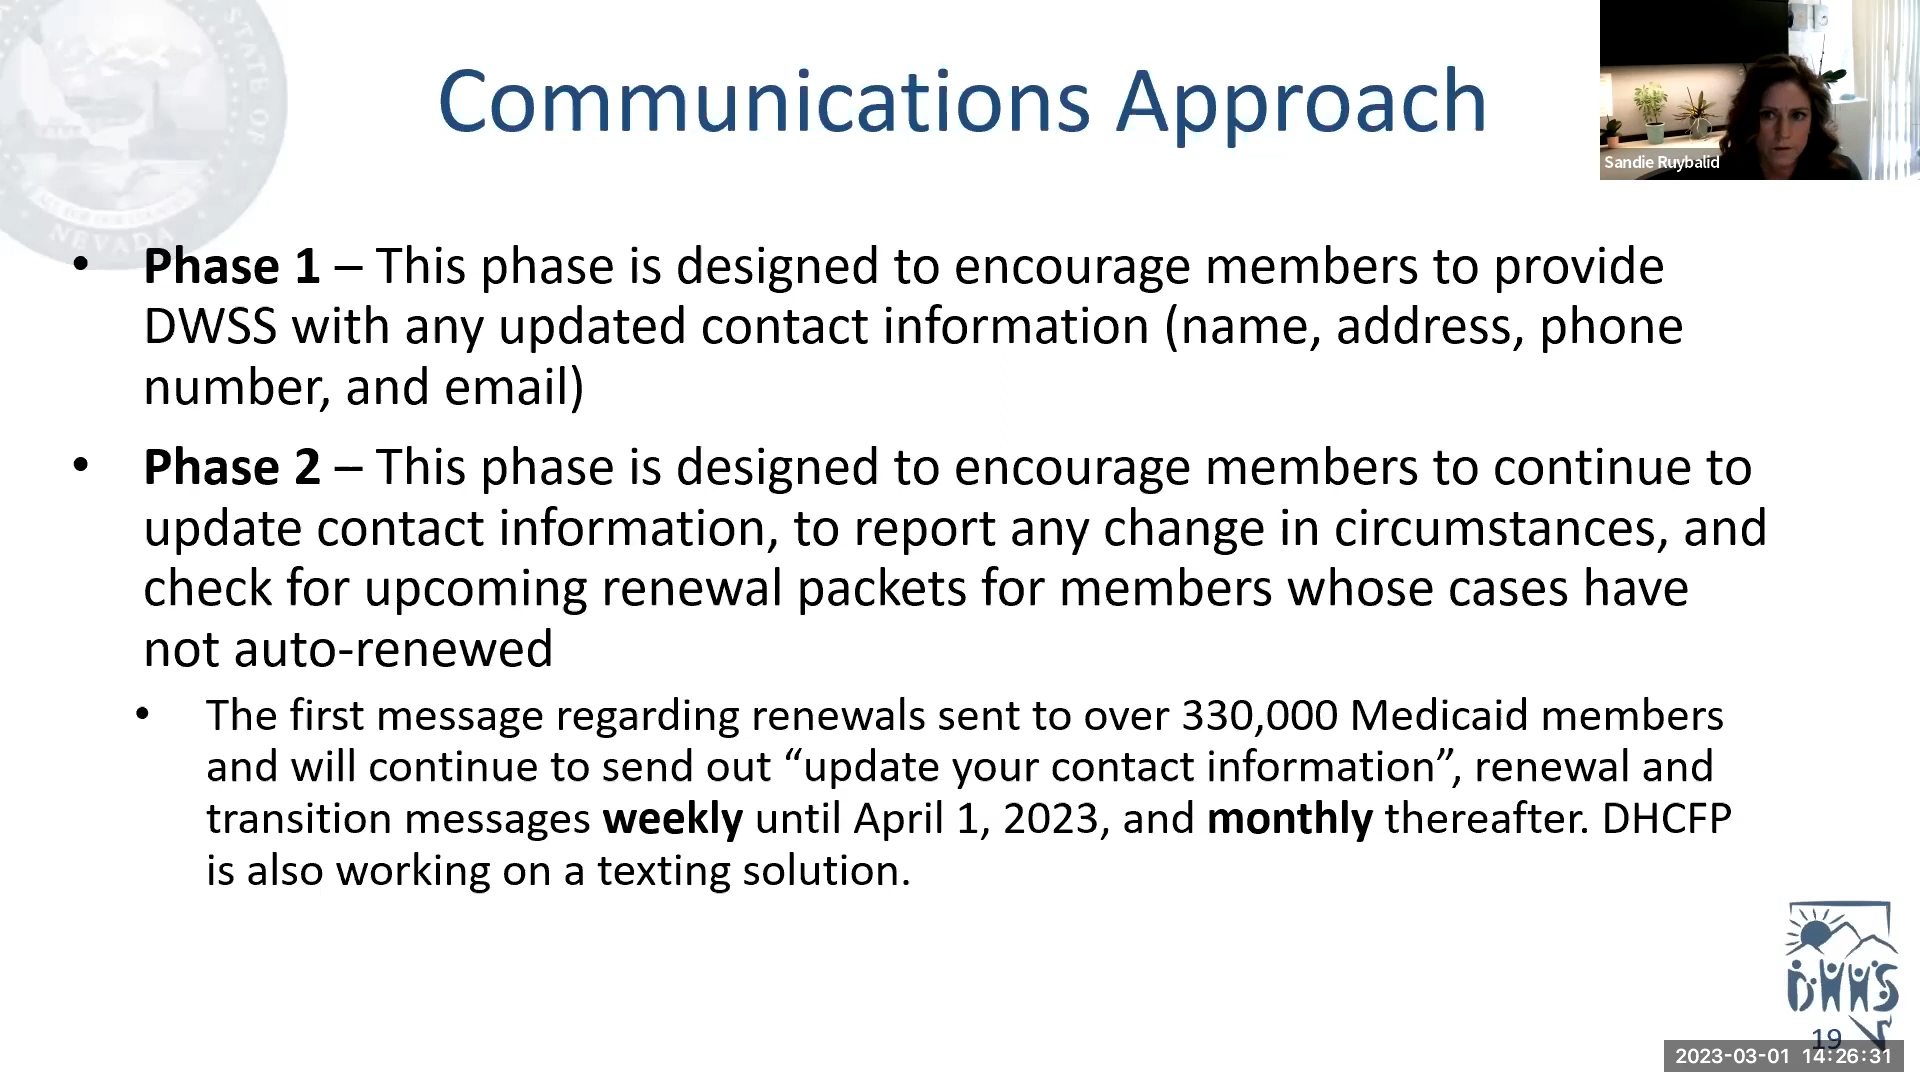 STATE OF
NEVADA
Communications Approach
Sandie Ruybalid
• Phase 1 – This phase is designed to encourage members to provide
DWSS with any updated contact information (name, address, phone
number, and email)
• Phase 2 – This phase is designed to encourage members to continue to
update contact information, to report any change in circumstances, and
check for upcoming renewal packets for members whose cases have
not auto-renewed
• The first message regarding renewals sent to over 330,000 Medicaid members
and will continue to send out “update your contact information”, renewal and
transition messages weekly until April 1, 2023, and monthly thereafter. DHCFP
is also working on a texting solution.
19
2023-03-01 14:26:31